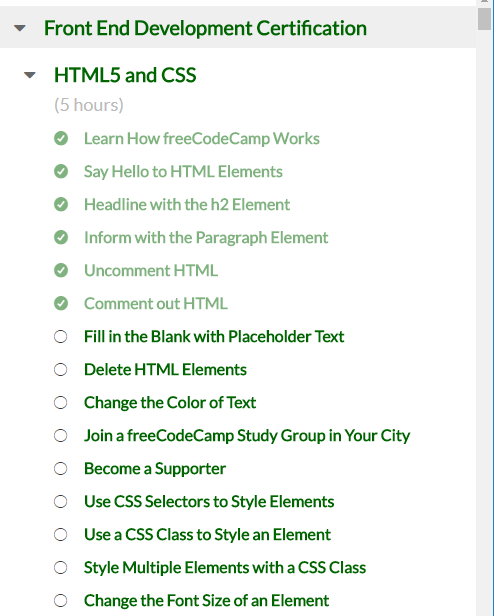 Front End Development Certification
HTML5 and CSS
(5 hours)
Learn How freeCodeCamp Works
Say Hello to HTML Elements
Headline with the h2 Element
Inform with the Paragraph Element
Uncomment HTML
Comment out HTML
Fill in the Blank with Placeholder Text
Delete HTML Elements
Change the Color of Text
Join a freeCodeCamp Study Group in Your City
Become a Supporter
Use CSS Selectors to Style Elements
Use a CSS Class to Style an Element
Style Multiple Elements with a CSS Class
Change the Font Size of an Element